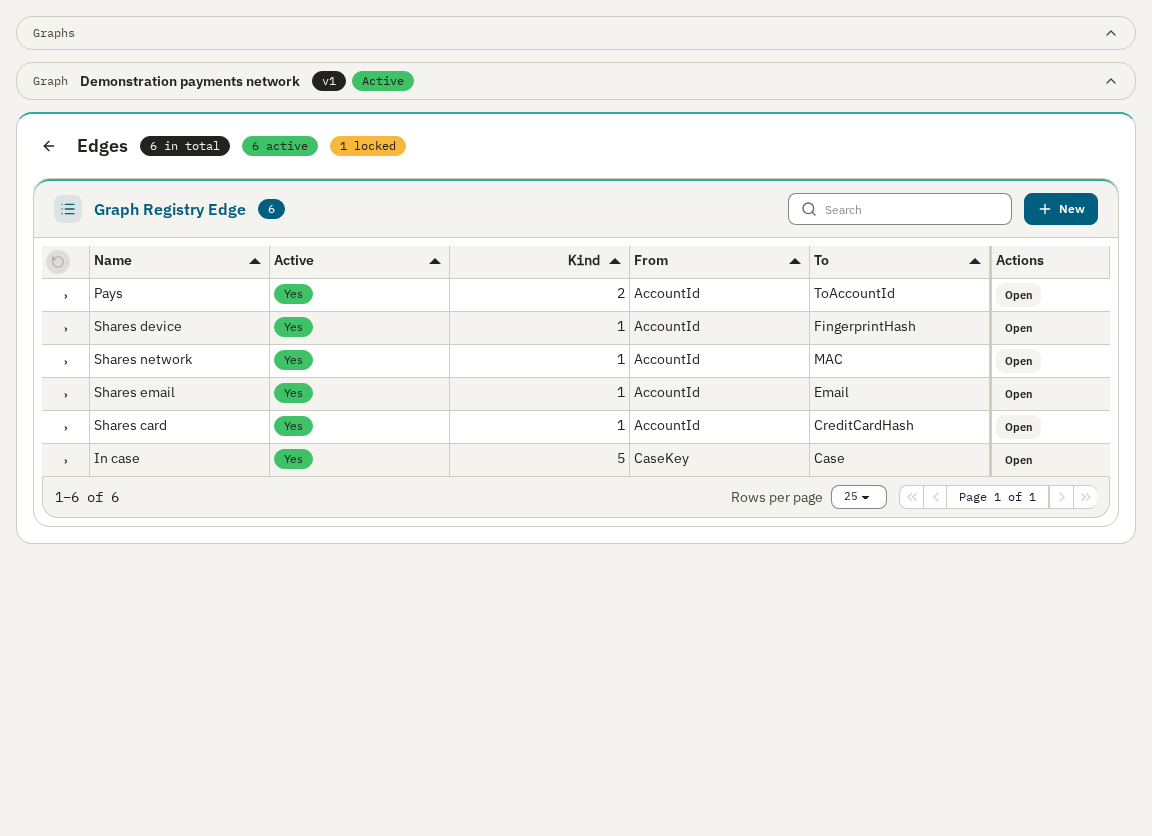 Graphs
Graph Demonstration payments network v1 Active
Edges 6 in total 6 active 1 locked
Graph Registry Edge 6 Search New
Name Active Kind From To Actions
Pays Yes 2 AccountId ToAccountId Open
Shares device Yes 1 AccountId FingerprintHash Open
Shares network Yes 1 AccountId MAC Open
Shares email Yes 1 AccountId Email Open
Shares card Yes 1 AccountId CreditCardHash Open
In case Yes 5 CaseKey Case Open
1–6 of 6 Rows per page 25 Page 1 of 1